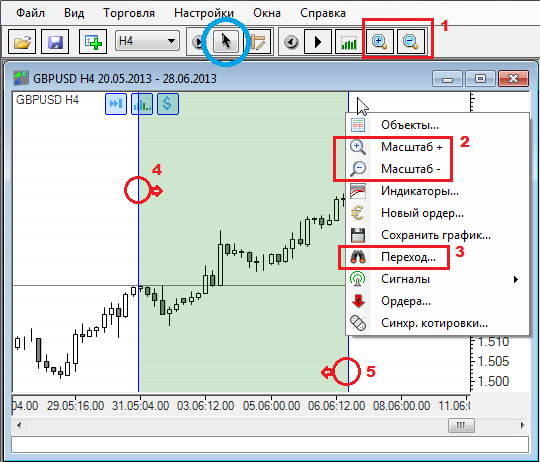 Файл Вид Торговля Настройки Окна Справка
1
H4
GBPUSD H4 20.05.2013 - 28.06.2013
GBPUSD H4
$
Объекты...
Масштаб + 2
Масштаб -
4
Индикаторы...
€ Новый ордер...
Сохранить график...
Переход... 3
Сигналы
Ордера...
Синхр. котировки...
1.510
1.505
5
1.500
04.00 29.05:16.00 31.05:04.00 03.06:12.00 05.06:00.00 06.06:12.00 08.06:00.00 11.06: